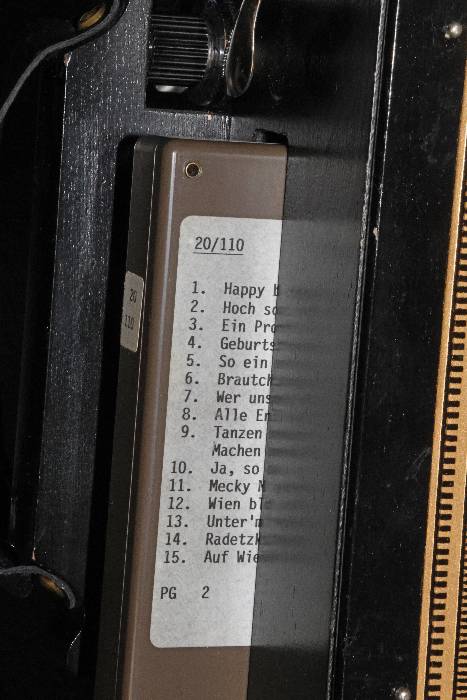 20/110
1. Happy b
2. Hoch so
3. Ein Pro
4. Geburts
5. So ein
6. Brautch
7. Wer uns
8. Alle En
9. Tanzen
Machen
10. Ja, so
11. Mecky M
12. Wien bl
13. Unter'm
14. Radetzk
15. Auf Wie
PG 2
20
110